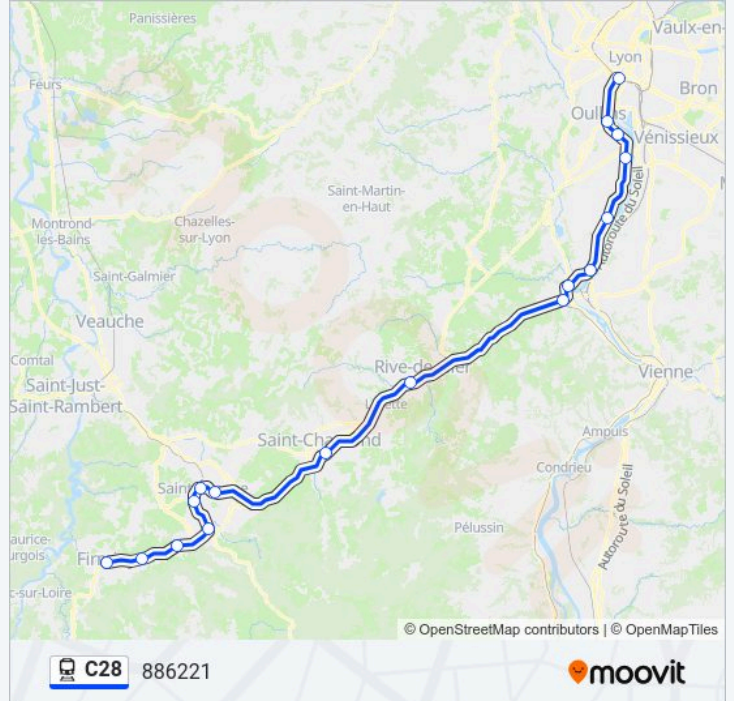 Panissières
Vaulx-en-
Lyon
Feurs
Bron
Oullins
Vénissieux
Saint-Martin-
en-Haut
Autoroute du Soleil
Montrond-
les-Bains
Chazelles-
sur-Lyon
Saint-Galmier
Veauche
Comtal
Rive-de-Gier
Vienne
Saint-Just-
Saint-Rambert
Saint-Chamond
Ampuis
Condrieu
Autoroute du Soleil
Pélussin
Firminy
© OpenStreetMap contributors | © OpenMapTiles
C28 886221 moovit